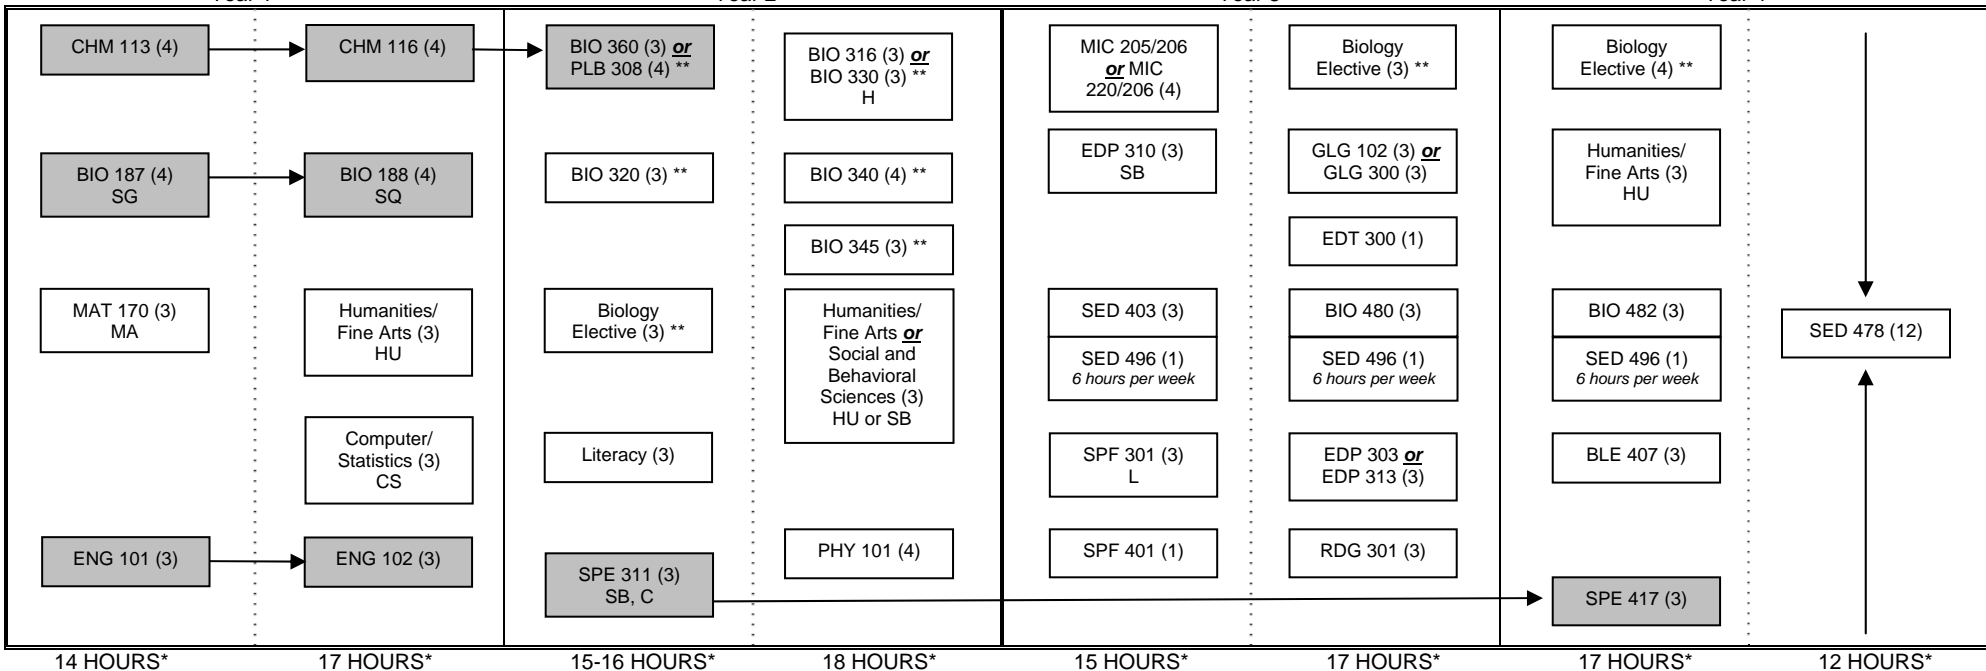 CHM 113 (4)
BIO 187 (4)
SG
MAT 170 (3)
MA
ENG 101 (3)
14 HOURS*
CHM 116 (4)
BIO 188 (4)
SQ
Humanities/
Fine Arts (3)
HU
Computer/
Statistics (3)
CS
ENG 102 (3)
17 HOURS*
BIO 360 (3) or
PLB 308 (4) **
BIO 320 (3) **
Biology
Elective (3) **
Literacy (3)
SPE 311 (3)
SB, C
15-16 HOURS*
BIO 316 (3) or
BIO 330 (3) **
H
BIO 340 (4) **
BIO 345 (3) **
Humanities/
Fine Arts or
Social and
Behavioral
Sciences (3)
HU or SB
PHY 101 (4)
18 HOURS*
MIC 205/206
or MIC
220/206 (4)
EDP 310 (3)
SB
SED 403 (3)
SED 496 (1)
6 hours per week
SPF 301 (3)
L
SPF 401 (1)
15 HOURS*
Biology
Elective (3) **
GLG 102 (3) or
GLG 300 (3)
EDT 300 (1)
BIO 480 (3)
SED 496 (1)
6 hours per week
EDP 303 or
EDP 313 (3)
RDG 301 (3)
17 HOURS*
Biology
Elective (4) **
Humanities/
Fine Arts (3)
HU
BIO 482 (3)
SED 496 (1)
6 hours per week
BLE 407 (3)
SPE 417 (3)
17 HOURS*
SED 478 (12)
12 HOURS*